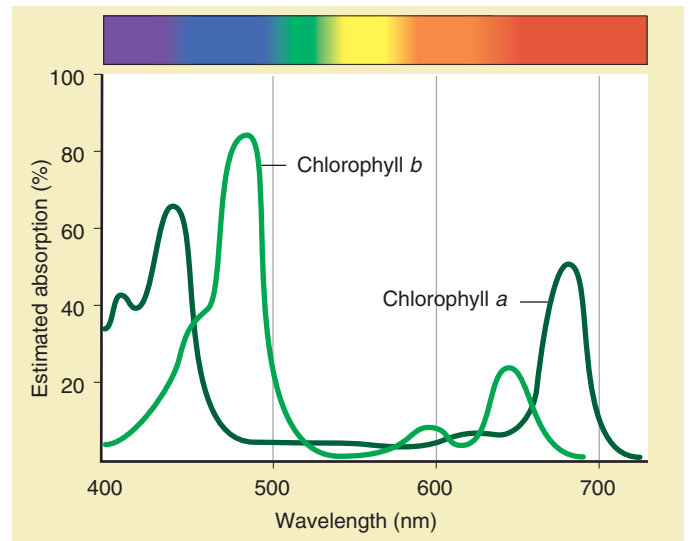 100
80
60
40
20
Estimated absorption (%)
Chlorophyll b
Chlorophyll a
400 500 600 700
Wavelength (nm)